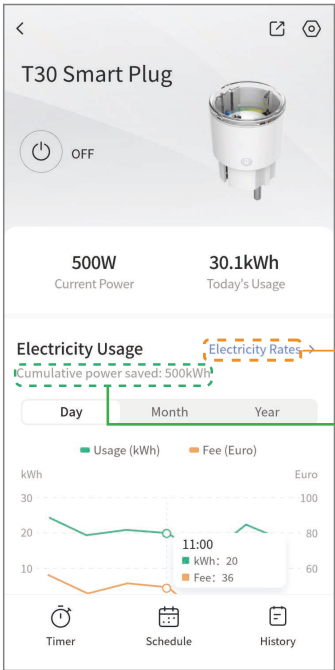 T30 Smart Plug
OFF
500W 30.1kWh
Current Power Today's Usage
Electricity Usage Electricity Rates >
Cumulative power saved: 500kWh
Day Month Year
Usage (kWh) Fee (Euro)
kWh Euro
30 100
20 80
11:00
kWh: 20
10 60
Fee: 36
Timer Schedule History